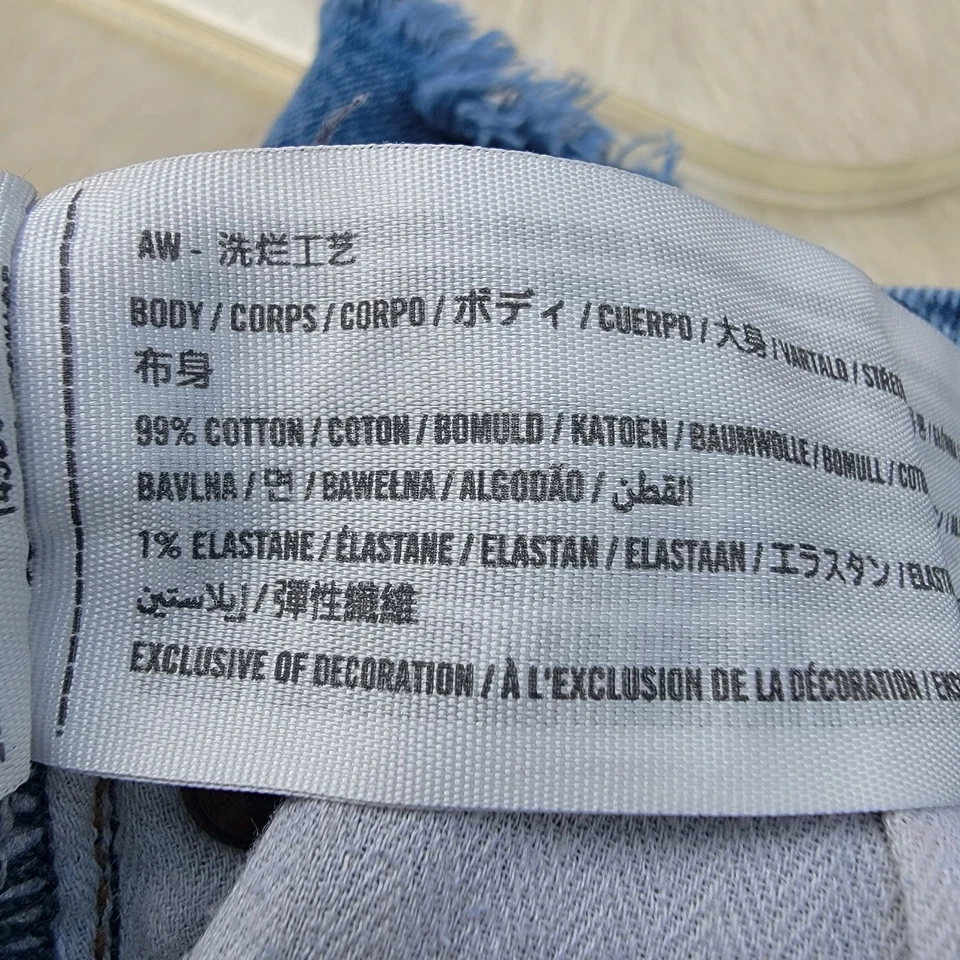 AW - 洗烂工艺
BODY / CORPS / CORPO / ボディ / CUERPO / 大身 / VARTALO / STŘED
布身
99% COTTON / COTON / BOMULD / KATOEN / BAUMWOLLE / BOMULL /
BAVLNA / 면 / BAWEŁNA / ALGODÃO / القطن
1% ELASTANE / ÉLASTANE / ELASTAN / ELASTAAN / エラスタン /
إيلاستين / 彈性纖維
EXCLUSIVE OF DECORATION / À L'EXCLUSION DE LA DÉCORATION /